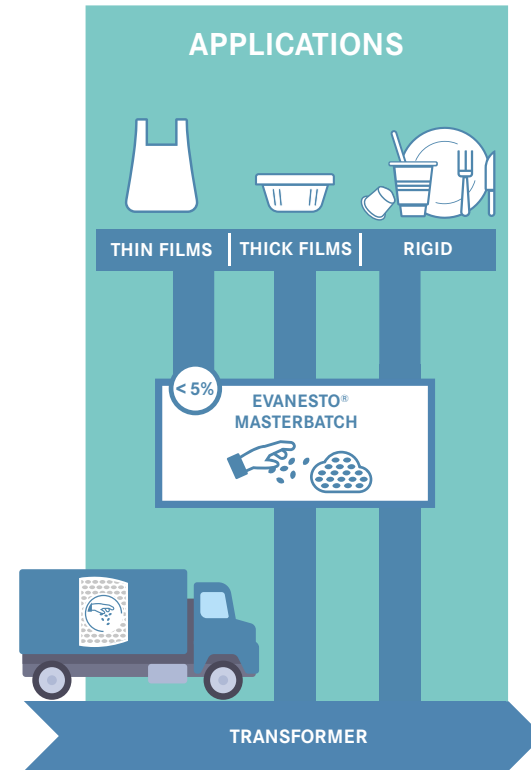 APPLICATIONS
THIN FILMS
THICK FILMS
RIGID
< 5%
EVANESTO®
MASTERBATCH
TRANSFORMER